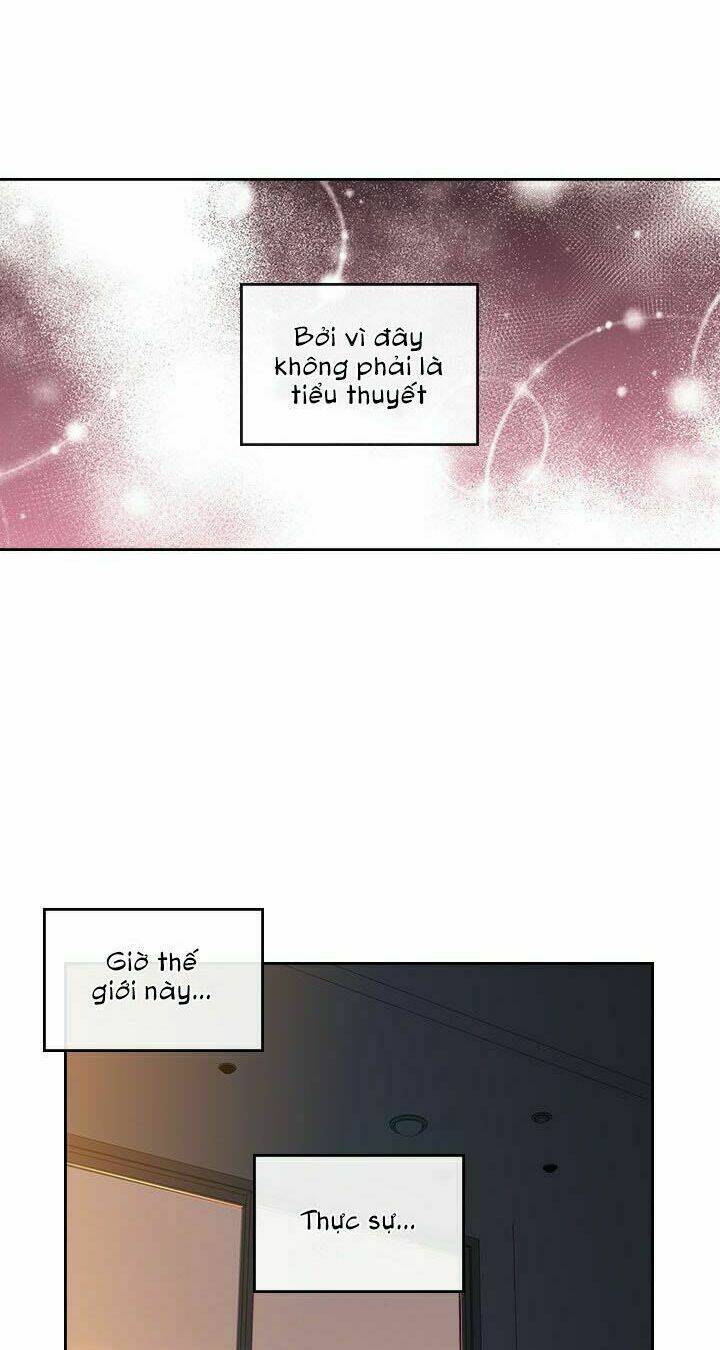 Bởi vì đây
không phải là
tiểu thuyết
Giờ thế
giới này...
Thực sự...